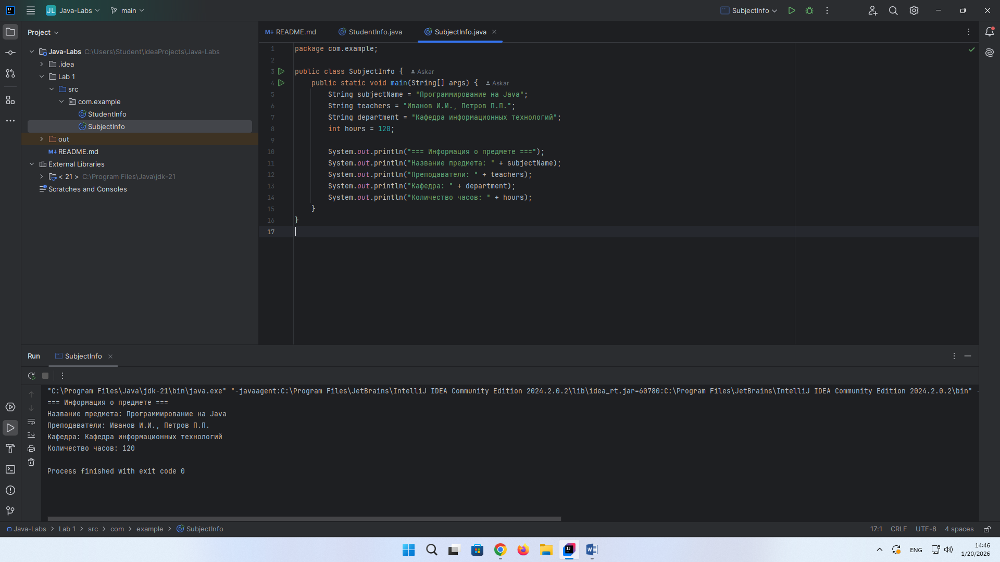 JL Java-Labs main SubjectInfo
Project
Java-Labs C:\Users\Student\IdeaProjects\Java-Labs
.idea
Lab 1
src
com.example
StudentInfo
SubjectInfo
out
README.md
External Libraries
< 21 > C:\Program Files\Java\jdk-21
Scratches and Consoles
README.md StudentInfo.java SubjectInfo.java
1 package com.example;
2
3 public class SubjectInfo { Askar
4 public static void main(String[] args) { Askar
5 String subjectName = "Программирование на Java";
6 String teachers = "Иванов И.И., Петров П.П.";
7 String department = "Кафедра информационных технологий";
8 int hours = 120;
9
10 System.out.println("=== Информация о предмете ===");
11 System.out.println("Название предмета: " + subjectName);
12 System.out.println("Преподаватели: " + teachers);
13 System.out.println("Кафедра: " + department);
14 System.out.println("Количество часов: " + hours);
15 }
16 }
17
Run SubjectInfo
"C:\Program Files\Java\jdk-21\bin\java.exe" "-javaagent:C:\Program Files\JetBrains\IntelliJ IDEA Community Edition 2024.2.0.2\lib\idea_rt.jar=60780:C:\Program Files\JetBrains\IntelliJ IDEA Community Edition 2024.2.0.2\bin" -
=== Информация о предмете ===
Название предмета: Программирование на Java
Преподаватели: Иванов И.И., Петров П.П.
Кафедра: Кафедра информационных технологий
Количество часов: 120
Process finished with exit code 0
Java-Labs > Lab 1 > src > com > example > SubjectInfo 17:1 CRLF UTF-8 4 spaces
ENG
14:46
1/20/2026